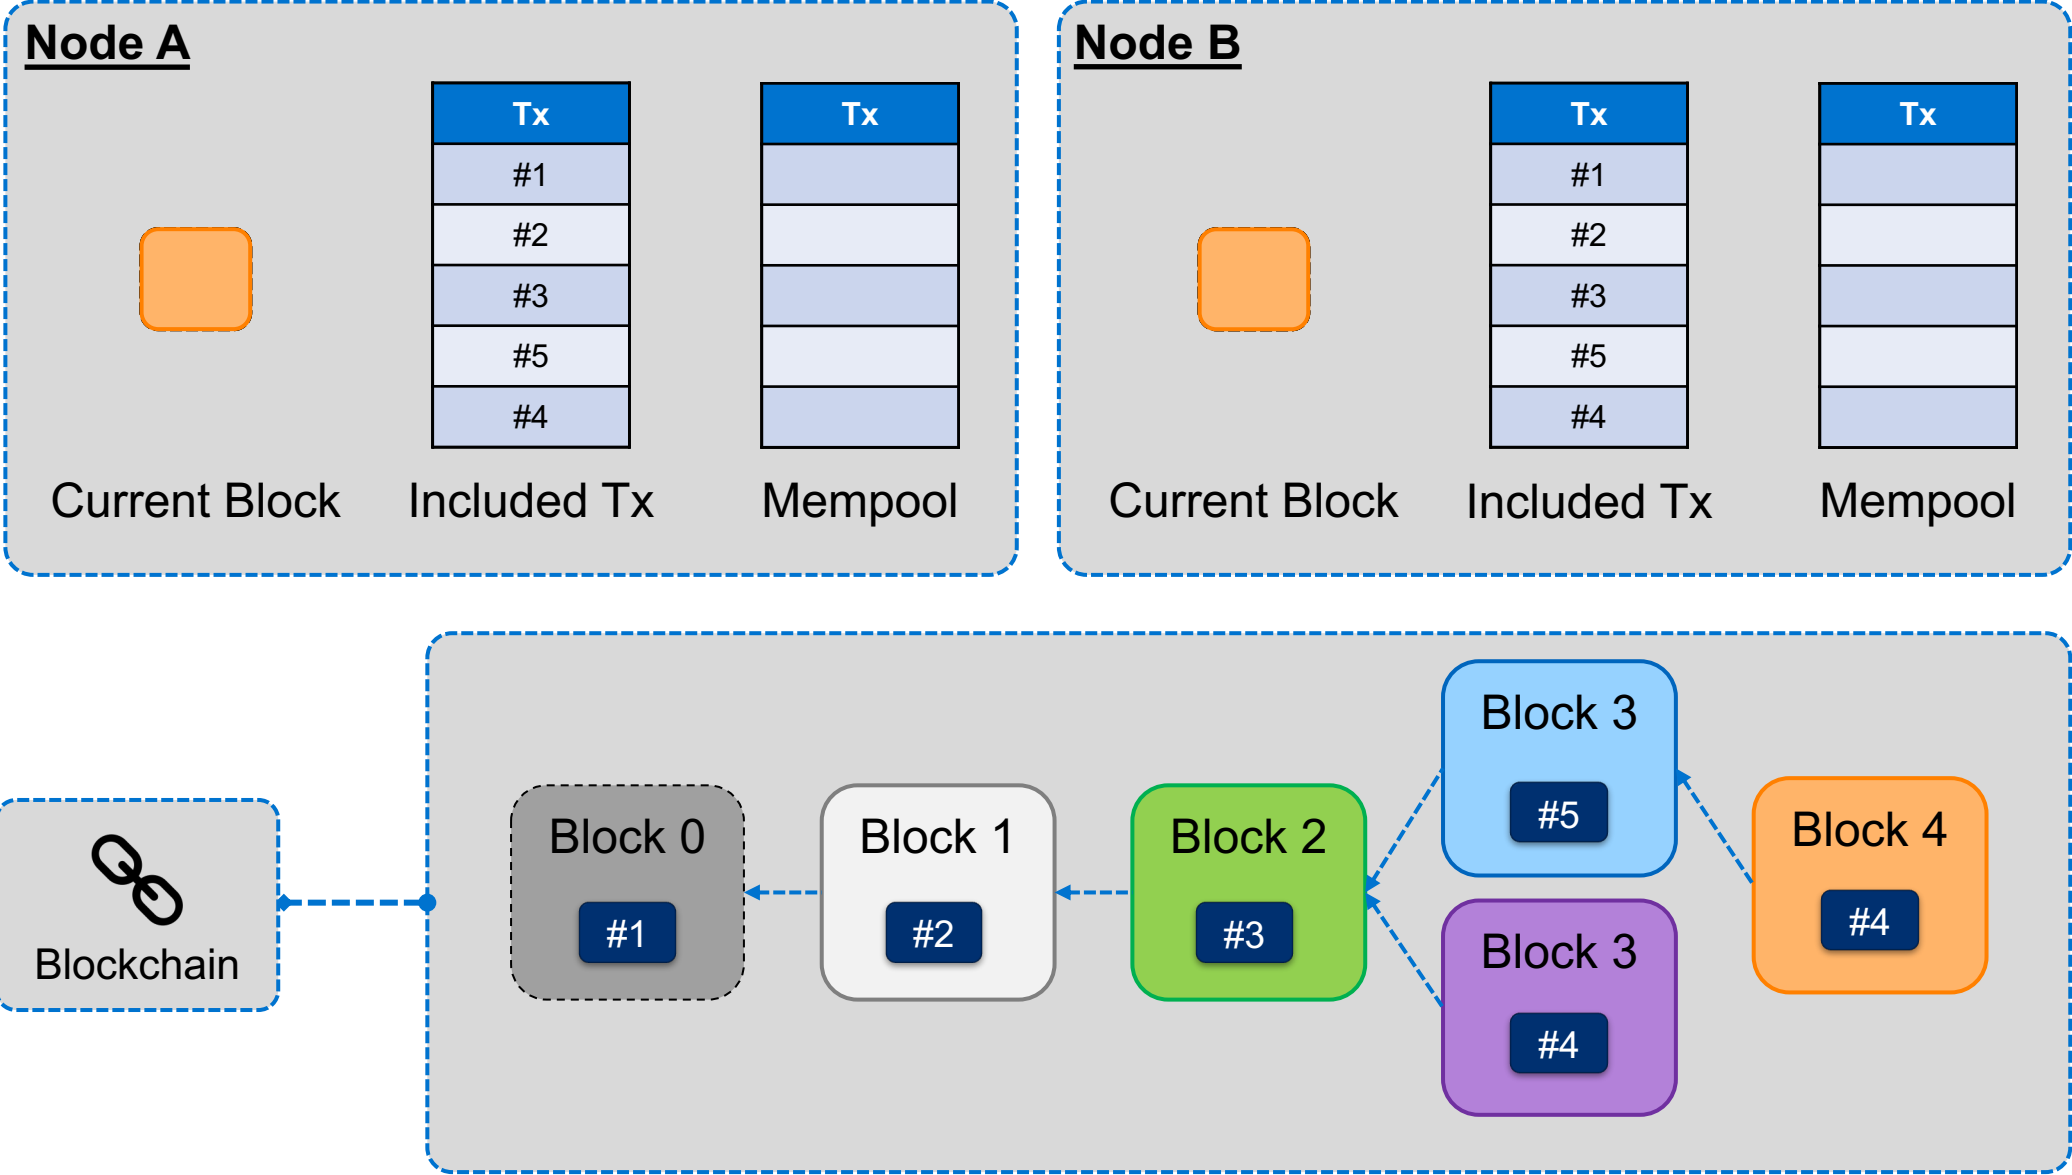 Node A
Tx
#1
#2
#3
#5
#4
Tx
Current Block
Included Tx
Mempool
Node B
Tx
#1
#2
#3
#5
#4
Tx
Current Block
Included Tx
Mempool
Blockchain
Block 0
#1
Block 1
#2
Block 2
#3
Block 3
#5
Block 3
#4
Block 4
#4